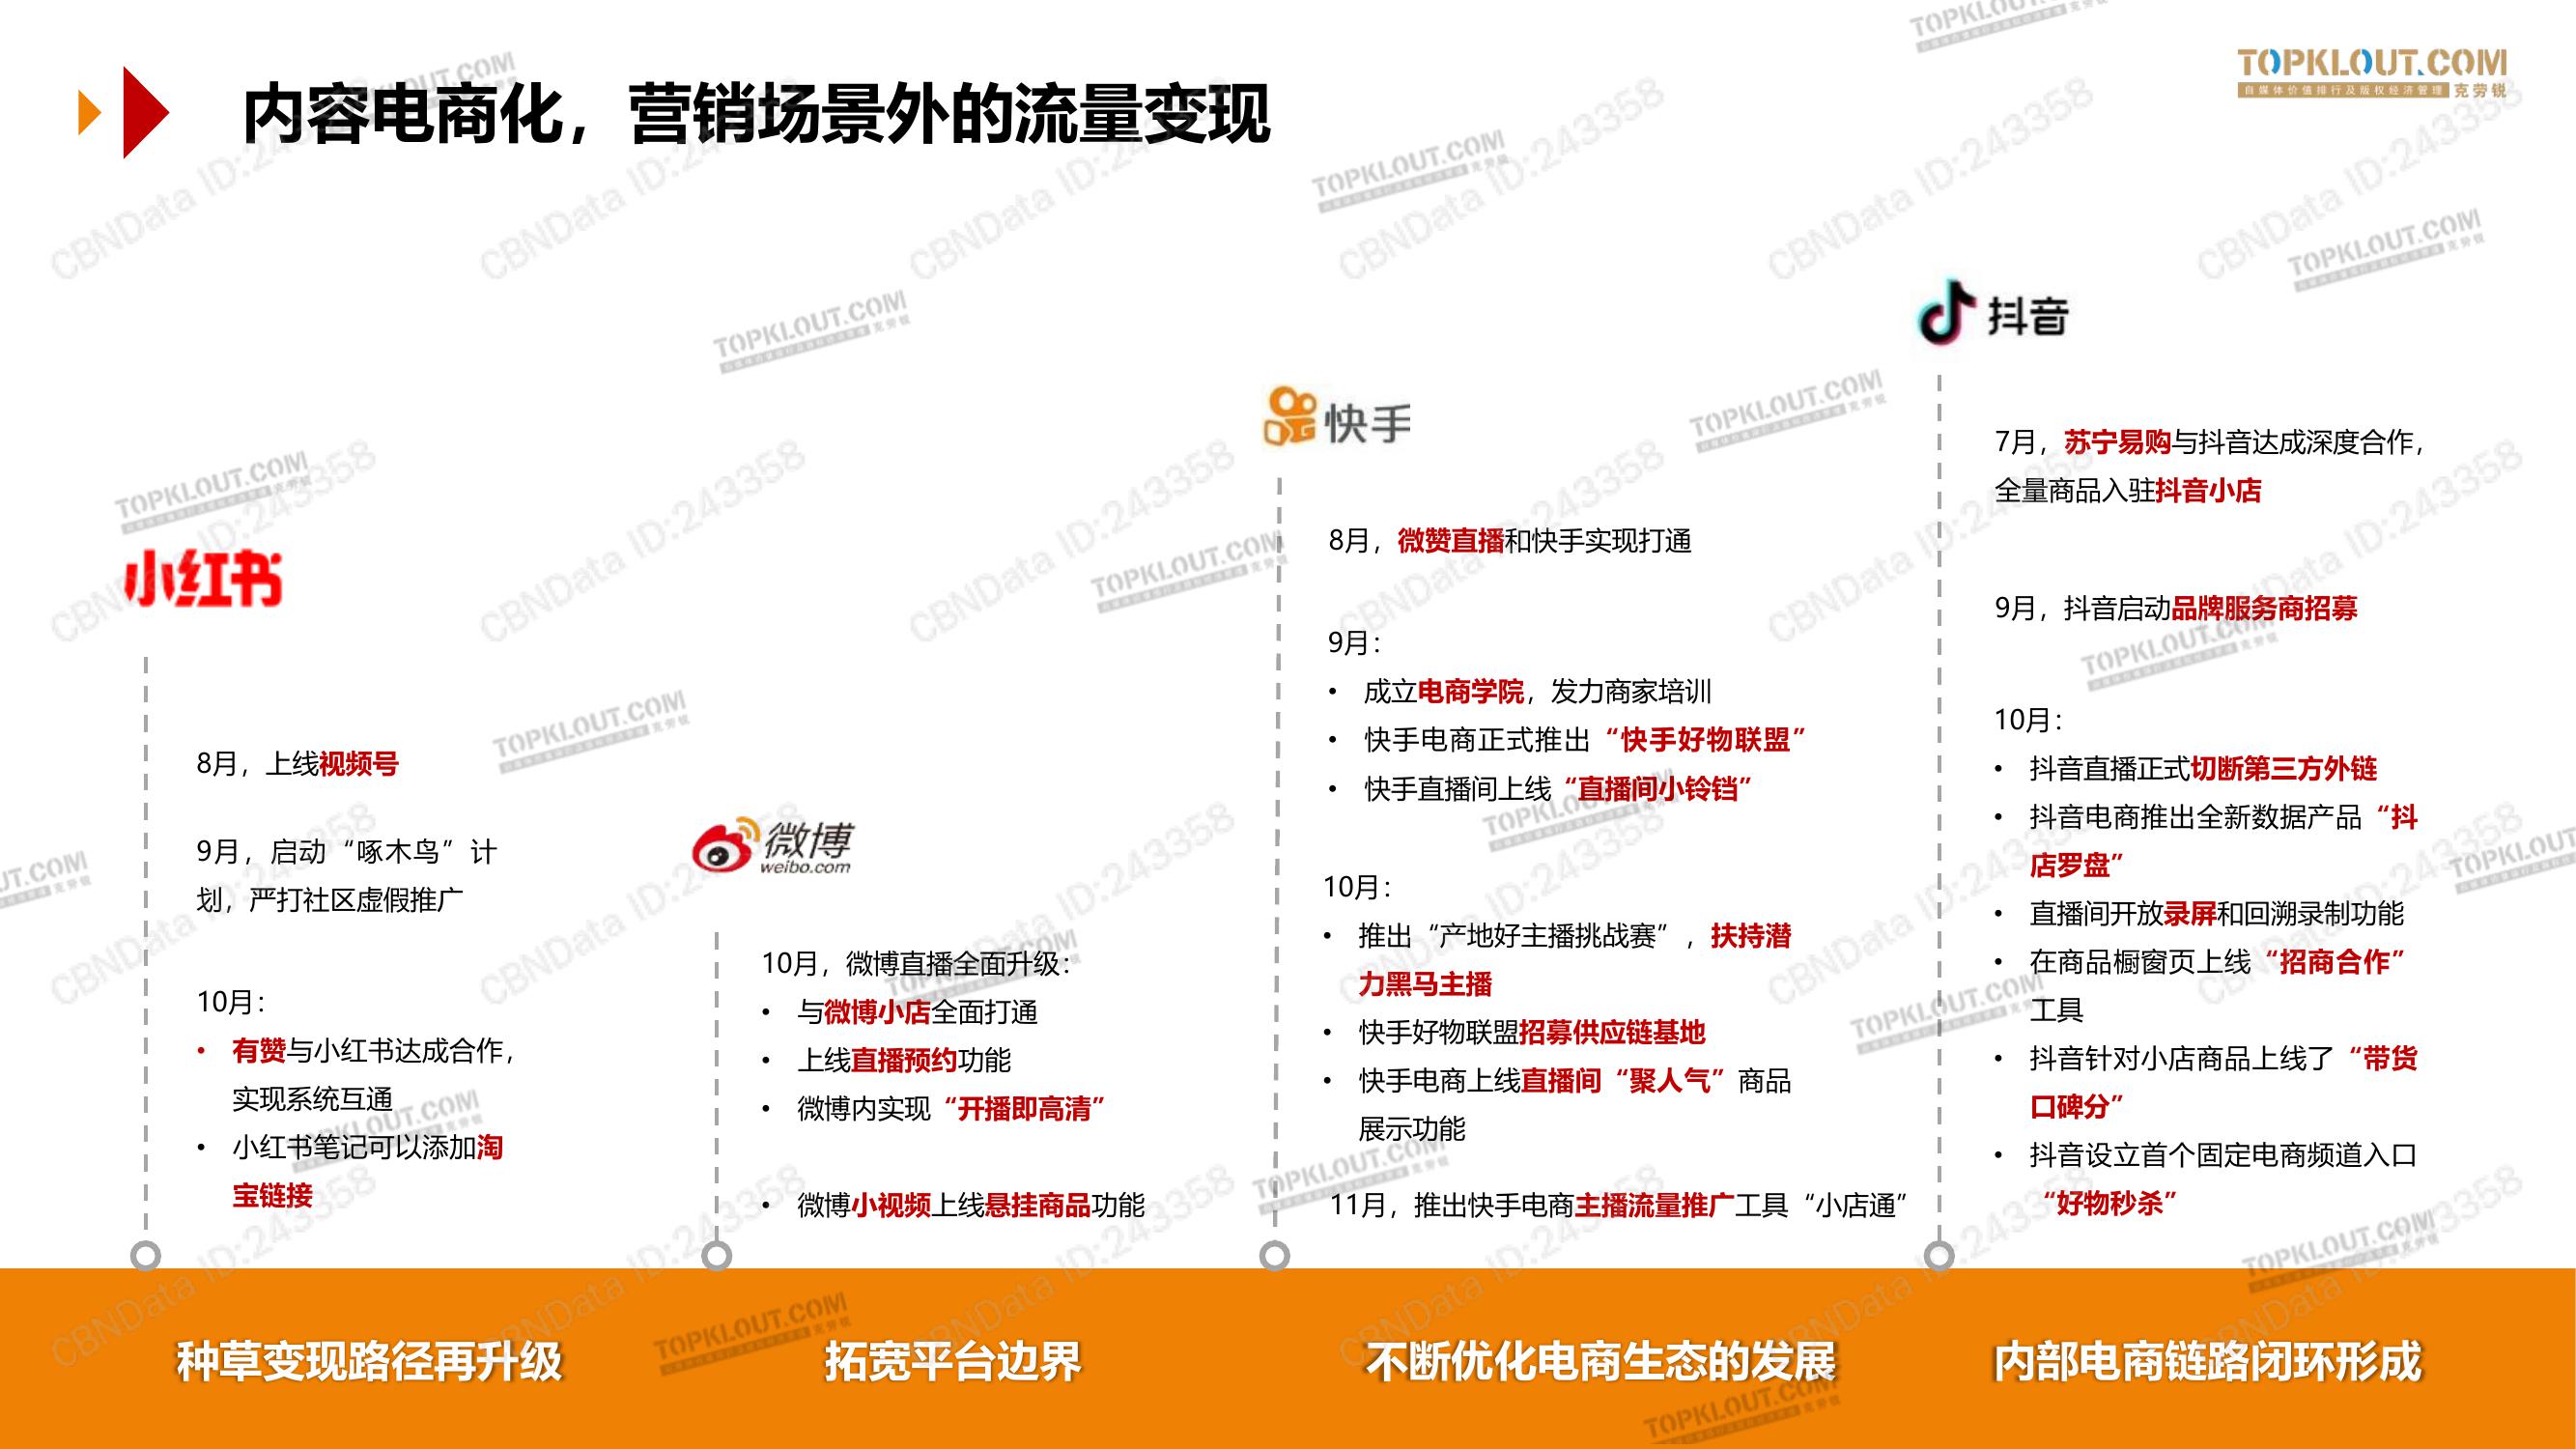 内容电商化，营销场景外的流量变现
TOPKLOUT.COM
自媒体价值排行及版权经济管理 克劳锐
小红书
8月，上线视频号
9月，启动“啄木鸟”计
划，严打社区虚假推广
10月：
• 有赞与小红书达成合作，
实现系统互通
• 小红书笔记可以添加淘
宝链接
种草变现路径再升级
微博
weibo.com
10月，微博直播全面升级：
• 与微博小店全面打通
• 上线直播预约功能
• 微博内实现“开播即高清”
• 微博小视频上线悬挂商品功能
拓宽平台边界
快手
8月，微赞直播和快手实现打通
9月：
• 成立电商学院，发力商家培训
• 快手电商正式推出“快手好物联盟”
• 快手直播间上线“直播间小铃铛”
10月：
• 推出“产地好主播挑战赛”，扶持潜
力黑马主播
• 快手好物联盟招募供应链基地
• 快手电商上线直播间“聚人气”商品
展示功能
11月，推出快手电商主播流量推广工具“小店通”
不断优化电商生态的发展
抖音
7月，苏宁易购与抖音达成深度合作，
全量商品入驻抖音小店
9月，抖音启动品牌服务商招募
10月：
• 抖音直播正式切断第三方外链
• 抖音电商推出全新数据产品“抖
店罗盘”
• 直播间开放录屏和回溯录制功能
• 在商品橱窗页上线“招商合作”
工具
• 抖音针对小店商品上线了“带货
口碑分”
• 抖音设立首个固定电商频道入口
“好物秒杀”
内部电商链路闭环形成
CBNData ID:243358